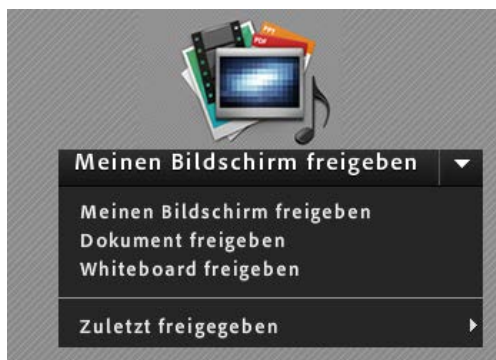 PPT
PDF
Meinen Bildschirm freigeben
Meinen Bildschirm freigeben
Dokument freigeben
Whiteboard freigeben
Zuletzt freigegeben